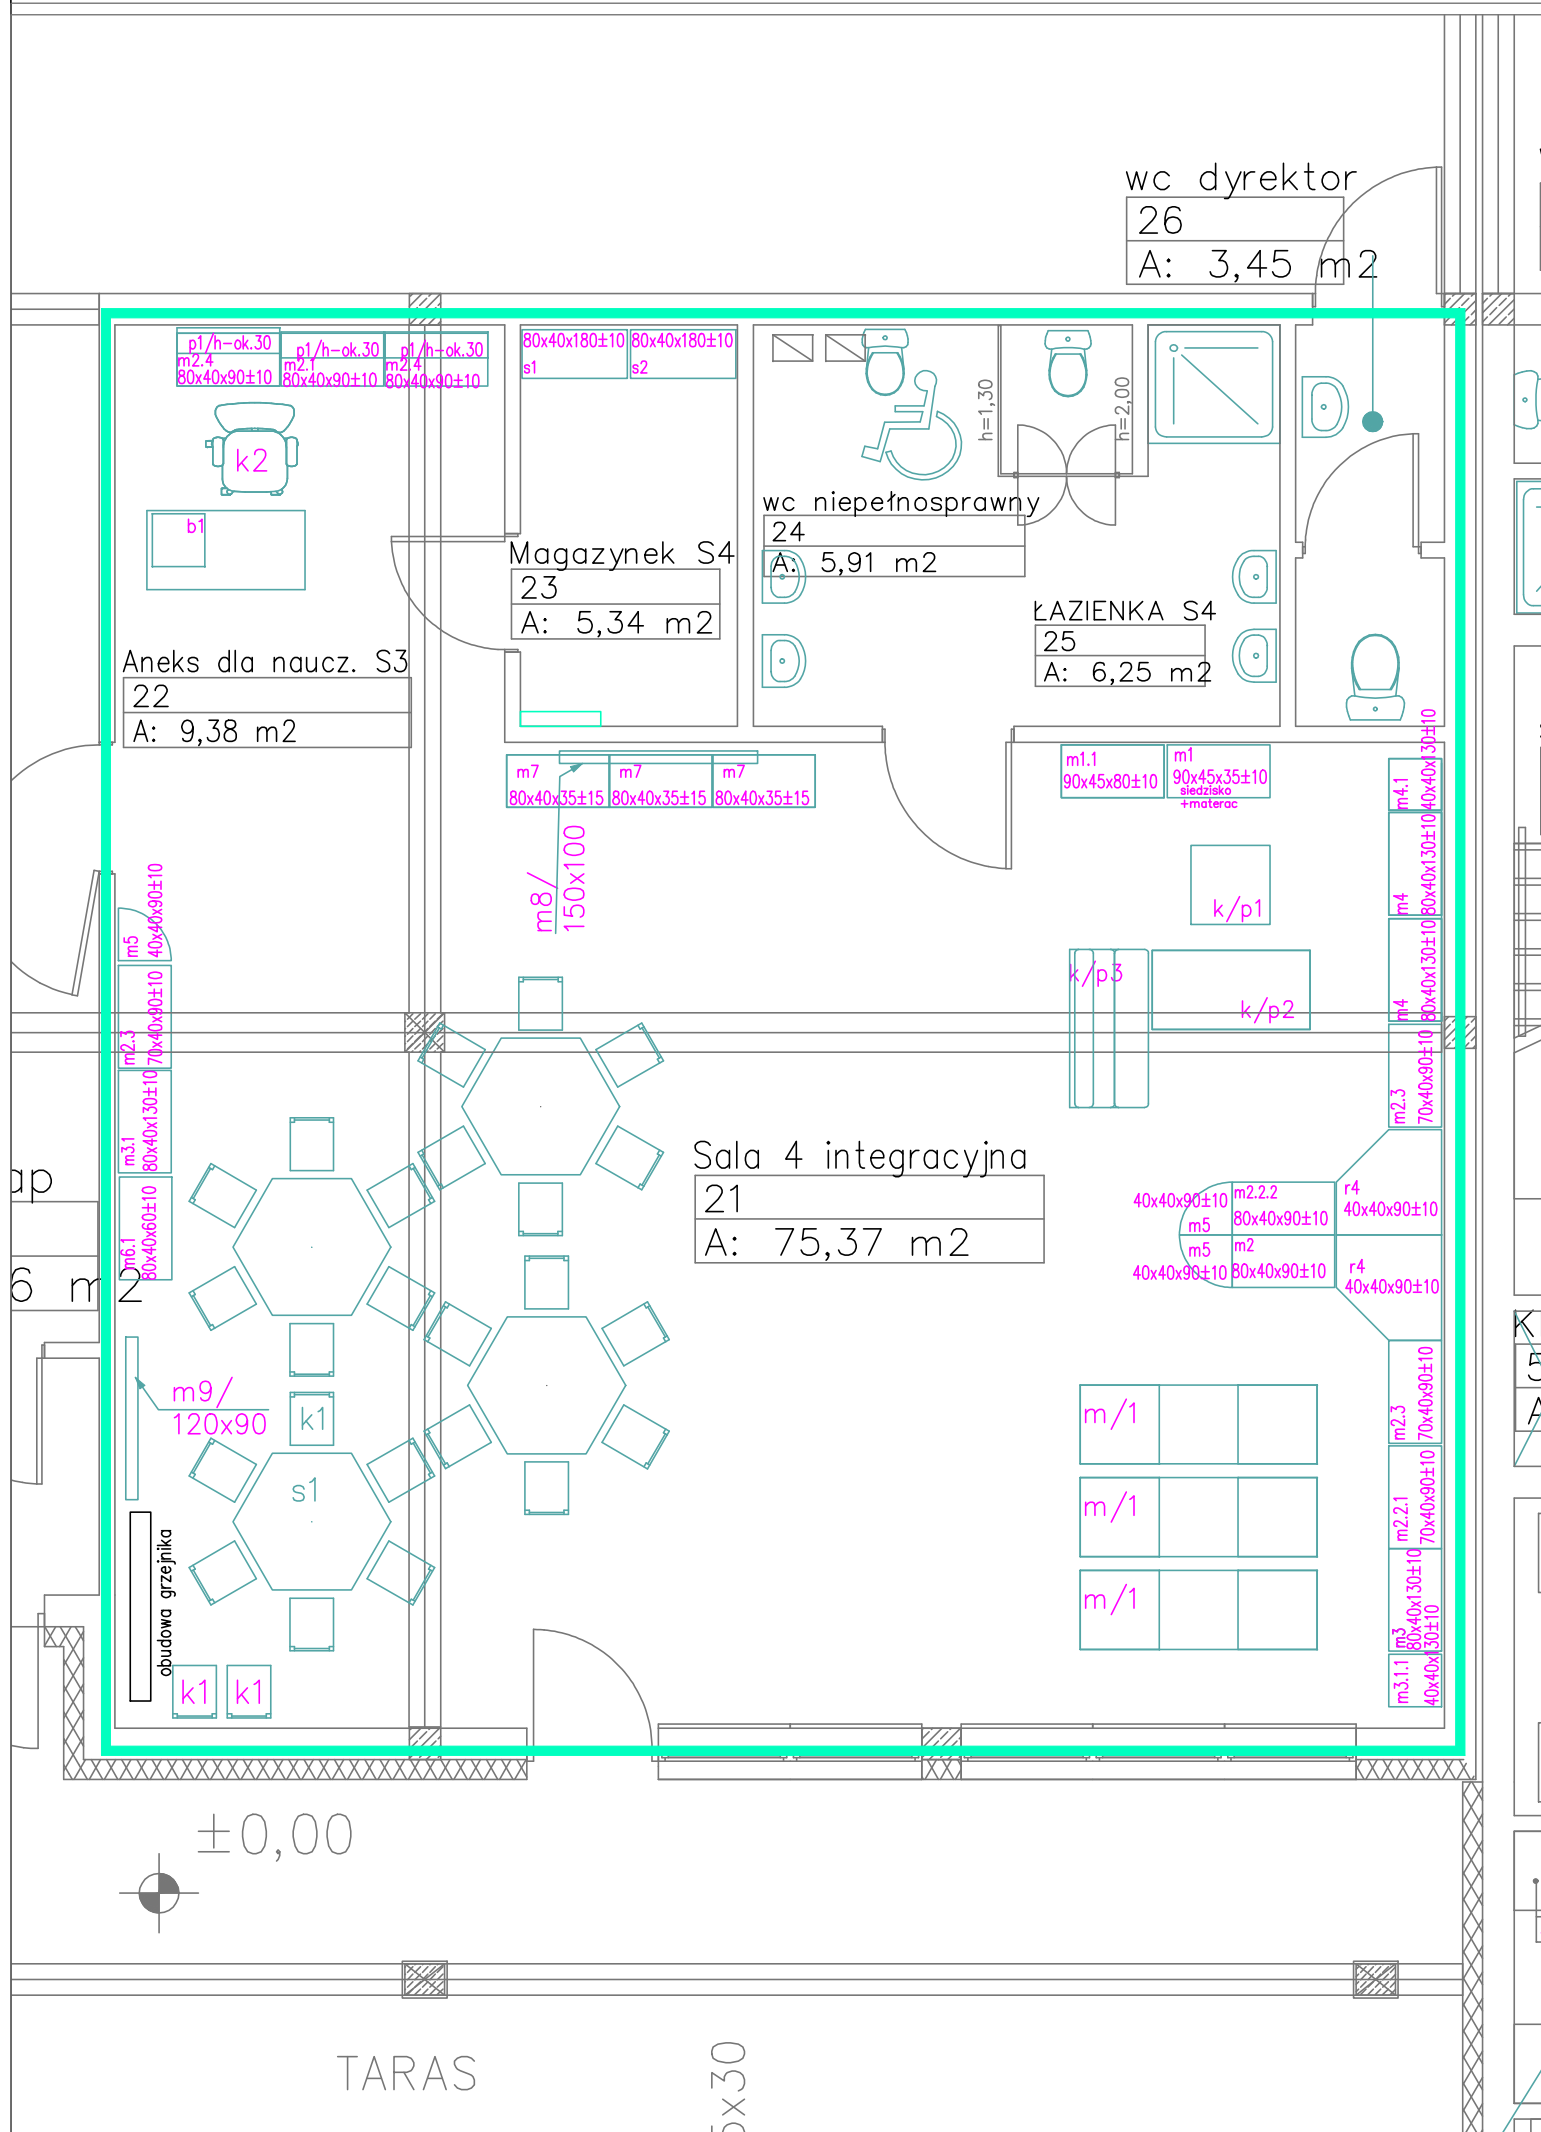 wc dyrektor
26
A: 3,45 m2
p1/h-ok.30
m2.4
80x40x90±10
p1/h-ok.30
m2.1
80x40x90±10
p1/h-ok.30
m2.4
80x40x90±10
80x40x180±10
s1
80x40x180±10
s2
h=1,30
h=2,00
k2
b1
wc niepełnosprawny
24
A: 5,91 m2
Magazynek S4
23
A: 5,34 m2
ŁAZIENKA S4
25
A: 6,25 m2
Aneks dla naucz. S3
22
A: 9,38 m2
m7
80x40x35±15
m7
80x40x35±15
m7
80x40x35±15
m8/
150x100
m1.1
90x45x80±10
m1
90x45x35±10
siedzisko
+materac
m4.1
40x40x130±10
m4
80x40x130±10
m4
80x40x130±10
m2.3
70x40x90±10
k/p1
k/p3
k/p2
m5
40x40x90±10
m2.3
70x40x90±10
m3.1
80x40x130±10
m6.1
80x40x60±10
ap
6 m2
Sala 4 integracyjna
21
A: 75,37 m2
40x40x90±10
m5
m2.2.2
80x40x90±10
r4
40x40x90±10
m5
40x40x90±10
m2
80x40x90±10
r4
40x40x90±10
m9/
120x90
k1
s1
m/1
m/1
m/1
m2.3
70x40x90±10
m2.2.1
70x40x90±10
m3
80x40x130±10
m3.1.1
40x40x130±10
obudowa grzejnika
k1
k1
K
5
A
±0,00
TARAS
5x30